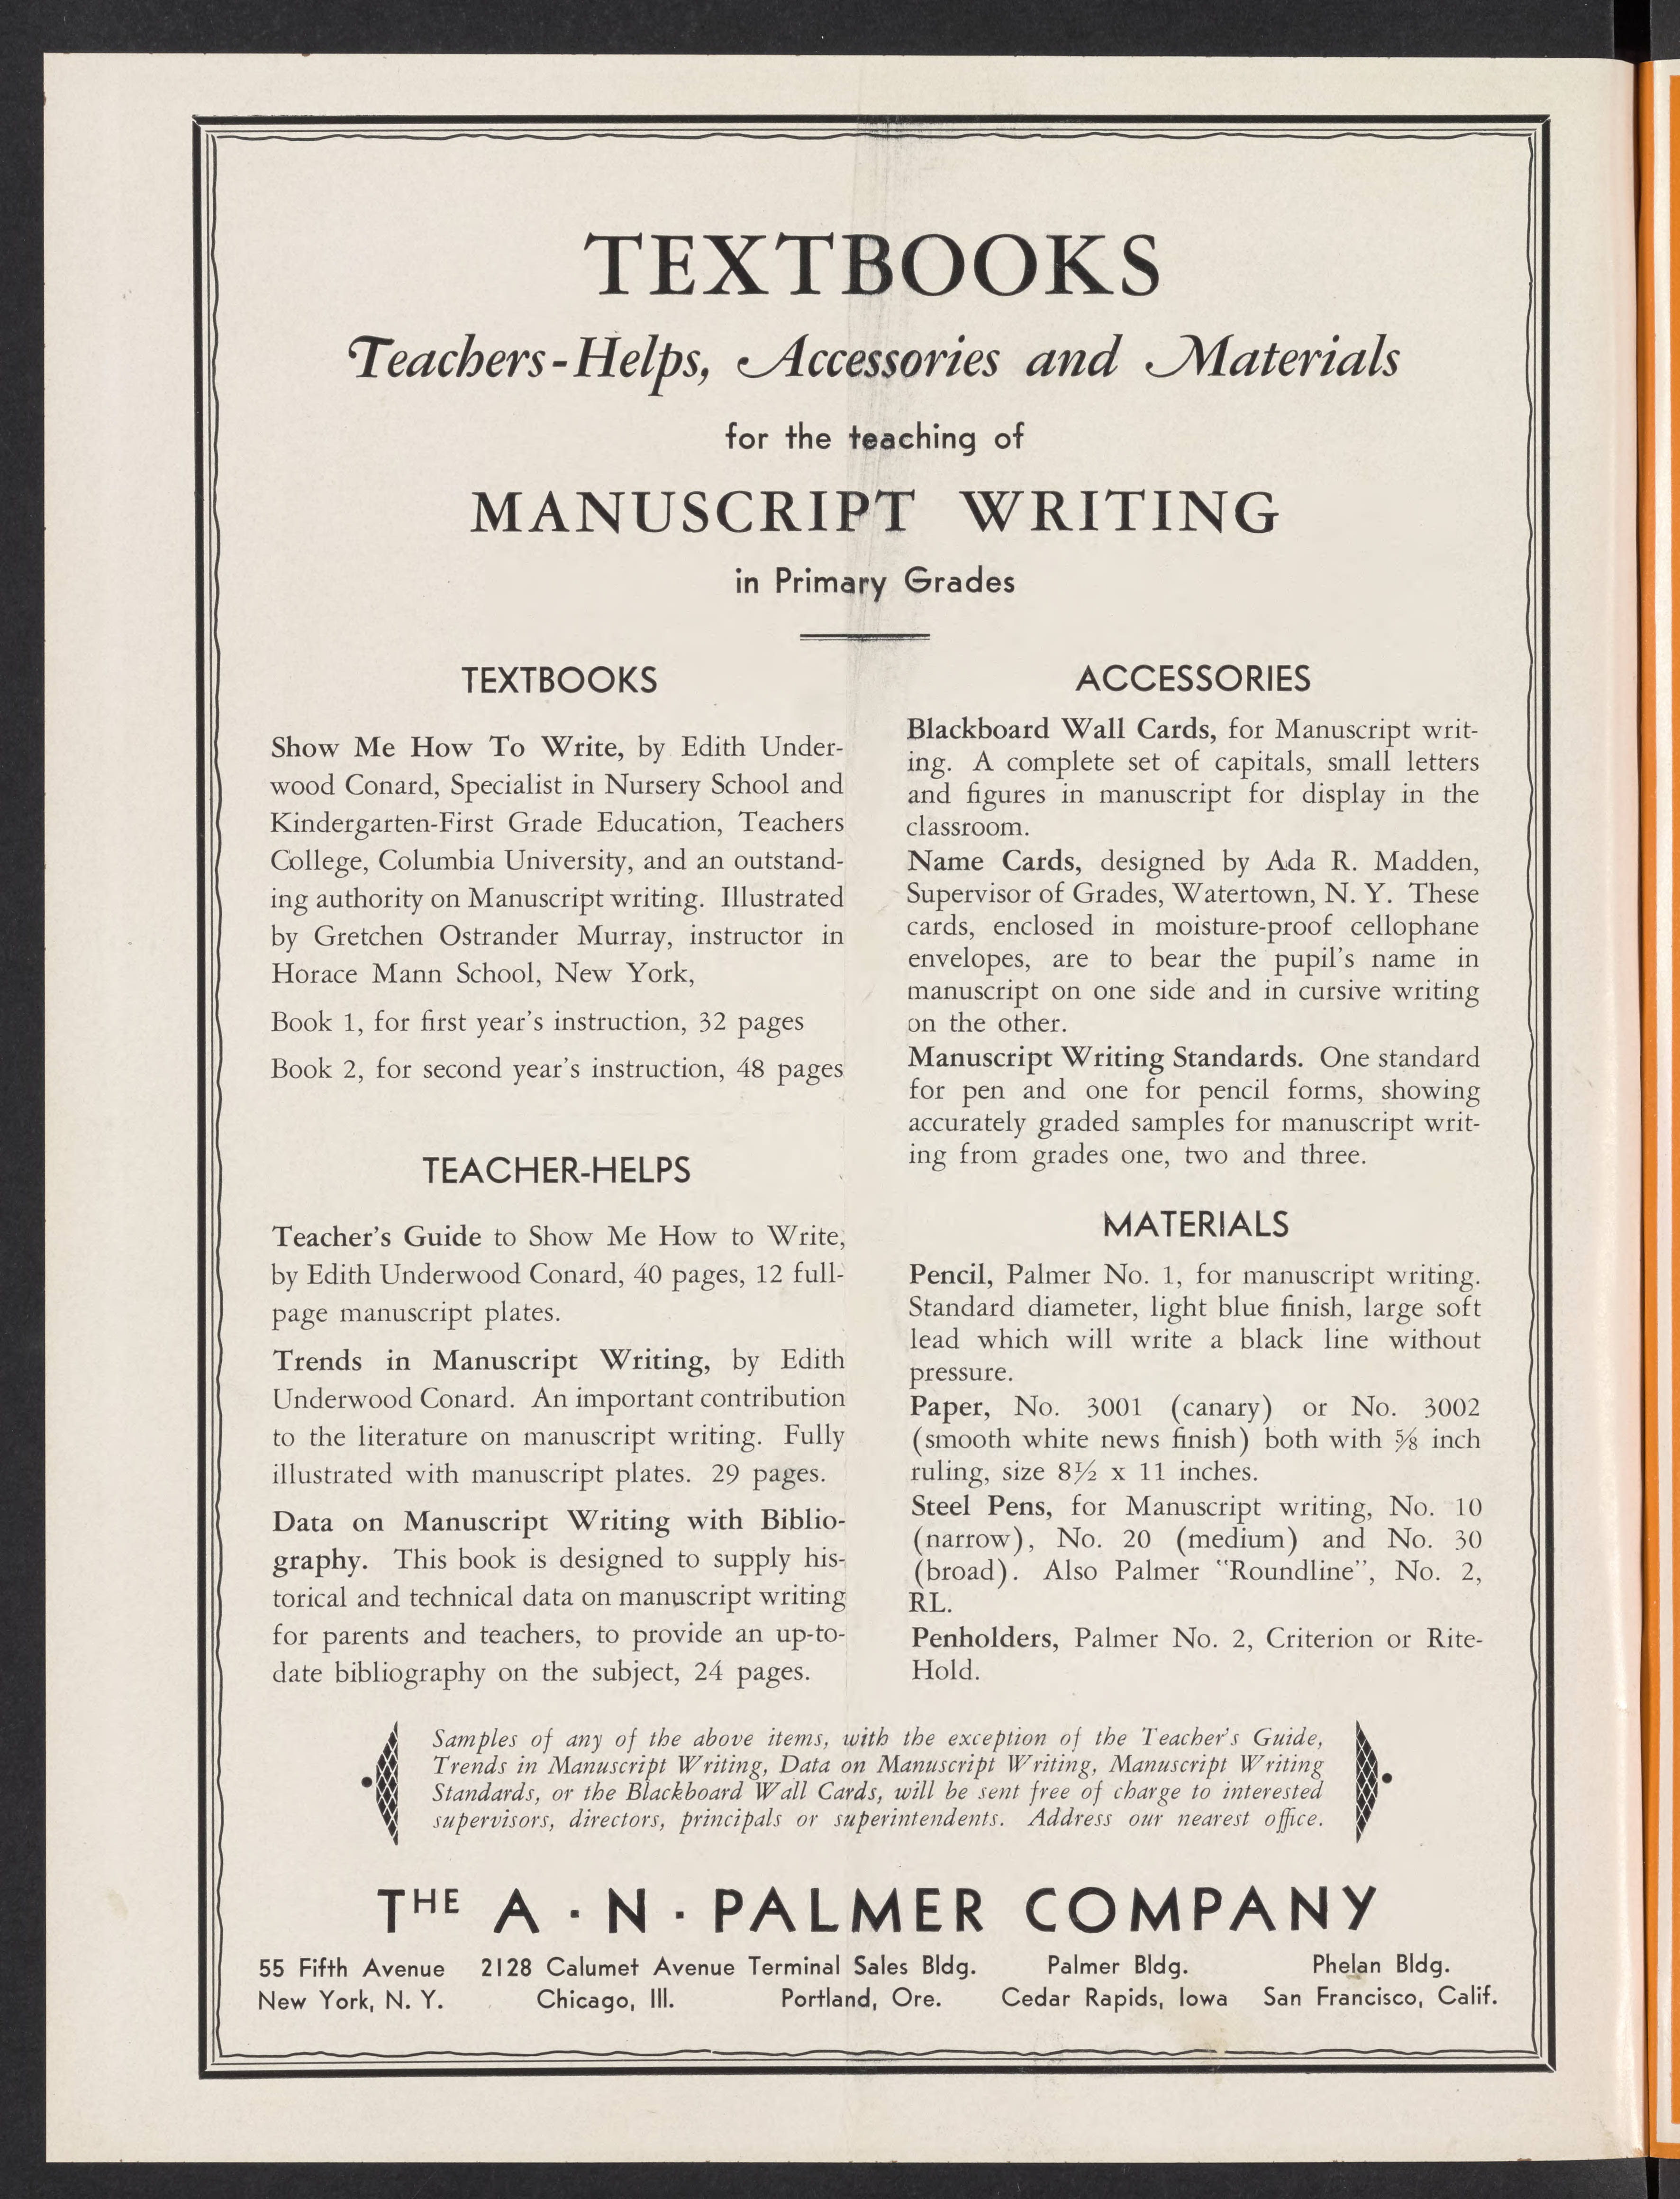 TEXTBOOKS
Teachers-Helps, Accessories and Materials
for the teaching of
MANUSCRIPT WRITING
in Primary Grades
TEXTBOOKS
Show Me How To Write, by Edith Under-
wood Conard, Specialist in Nursery School and
Kindergarten-First Grade Education, Teachers
College, Columbia University, and an outstand-
ing authority on Manuscript writing. Illustrated
by Gretchen Ostrander Murray, instructor in
Horace Mann School, New York,
Book 1, for first year's instruction, 32 pages
Book 2, for second year's instruction, 48 pages
TEACHER-HELPS
Teacher's Guide to Show Me How to Write,
by Edith Underwood Conard, 40 pages, 12 full-
page manuscript plates.
Trends in Manuscript Writing, by Edith
Underwood Conard. An important contribution
to the literature on manuscript writing. Fully
illustrated with manuscript plates. 29 pages.
Data on Manuscript Writing with Biblio-
graphy. This book is designed to supply his-
torical and technical data on manuscript writing
for parents and teachers, to provide an up-to-
date bibliography on the subject, 24 pages.
ACCESSORIES
Blackboard Wall Cards, for Manuscript writ-
ing. A complete set of capitals, small letters
and figures in manuscript for display in the
classroom.
Name Cards, designed by Ada R. Madden,
Supervisor of Grades, Watertown, N. Y. These
cards, enclosed in moisture-proof cellophane
envelopes, are to bear the pupil's name in
manuscript on one side and in cursive writing
on the other.
Manuscript Writing Standards. One standard
for pen and one for pencil forms, showing
accurately graded samples for manuscript writ-
ing from grades one, two and three.
MATERIALS
Pencil, Palmer No. 1, for manuscript writing.
Standard diameter, light blue finish, large soft
lead which will write a black line without
pressure.
Paper, No. 3001 (canary) or No. 3002
(smooth white news finish) both with ⅝ inch
ruling, size 8½ x 11 inches.
Steel Pens, for Manuscript writing, No. 10
(narrow), No. 20 (medium) and No. 30
(broad). Also Palmer "Roundline", No. 2,
RL.
Penholders, Palmer No. 2, Criterion or Rite-
Hold.
Samples of any of the above items, with the exception of the Teacher's Guide,
Trends in Manuscript Writing, Data on Manuscript Writing, Manuscript Writing
Standards, or the Blackboard Wall Cards, will be sent free of charge to interested
supervisors, directors, principals or superintendents. Address our nearest office.
THE A · N · PALMER COMPANY
55 Fifth Avenue 2128 Calumet Avenue Terminal Sales Bldg. Palmer Bldg. Phelan Bldg.
New York, N. Y. Chicago, Ill. Portland, Ore. Cedar Rapids, Iowa San Francisco, Calif.